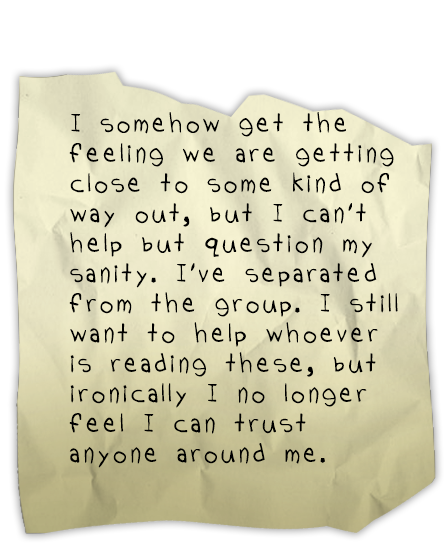 I somehow get the
feeling we are getting
close to some kind of
way out, but I can't
help but question my
sanity. I've separated
from the group. I still
want to help whoever
is reading these, but
ironically I no longer
feel I can trust
anyone around me.